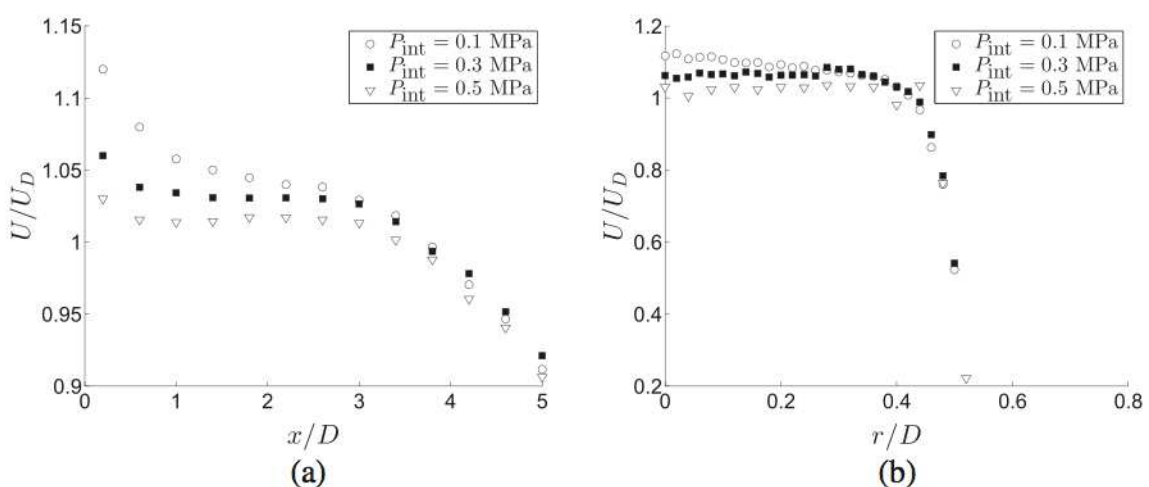 1.15
1.1
1.05
1
0.95
0.9
U/U_D
0 1 2 3 4 5
x/D
P_int = 0.1 MPa
P_int = 0.3 MPa
P_int = 0.5 MPa
(a)
1.2
1
0.8
0.6
0.4
0.2
U/U_D
0 0.2 0.4 0.6 0.8
r/D
P_int = 0.1 MPa
P_int = 0.3 MPa
P_int = 0.5 MPa
(b)